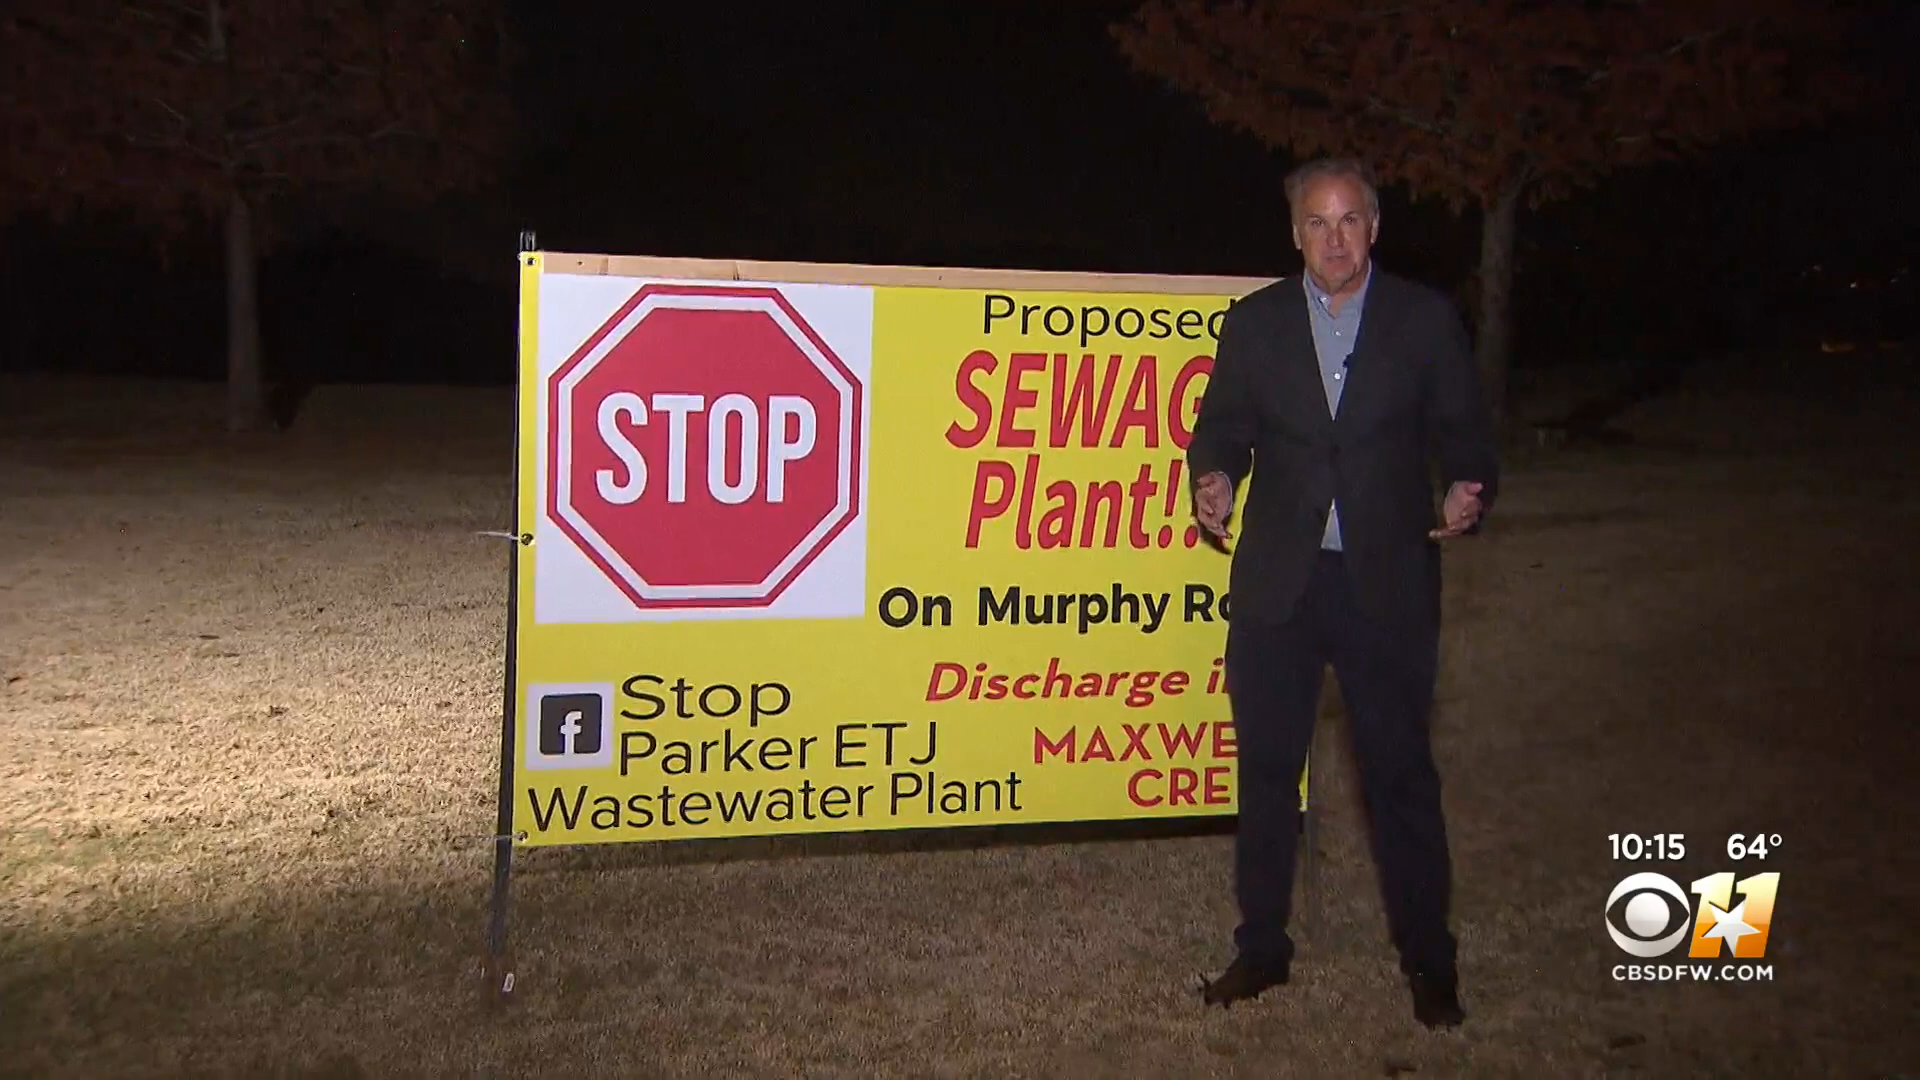 STOP
Proposed
SEWAG
Plant!!
On Murphy Ro
Discharge i
MAXWE
CRE
f Stop
Parker ETJ
Wastewater Plant
10:15 64°
11
CBSDFW.COM